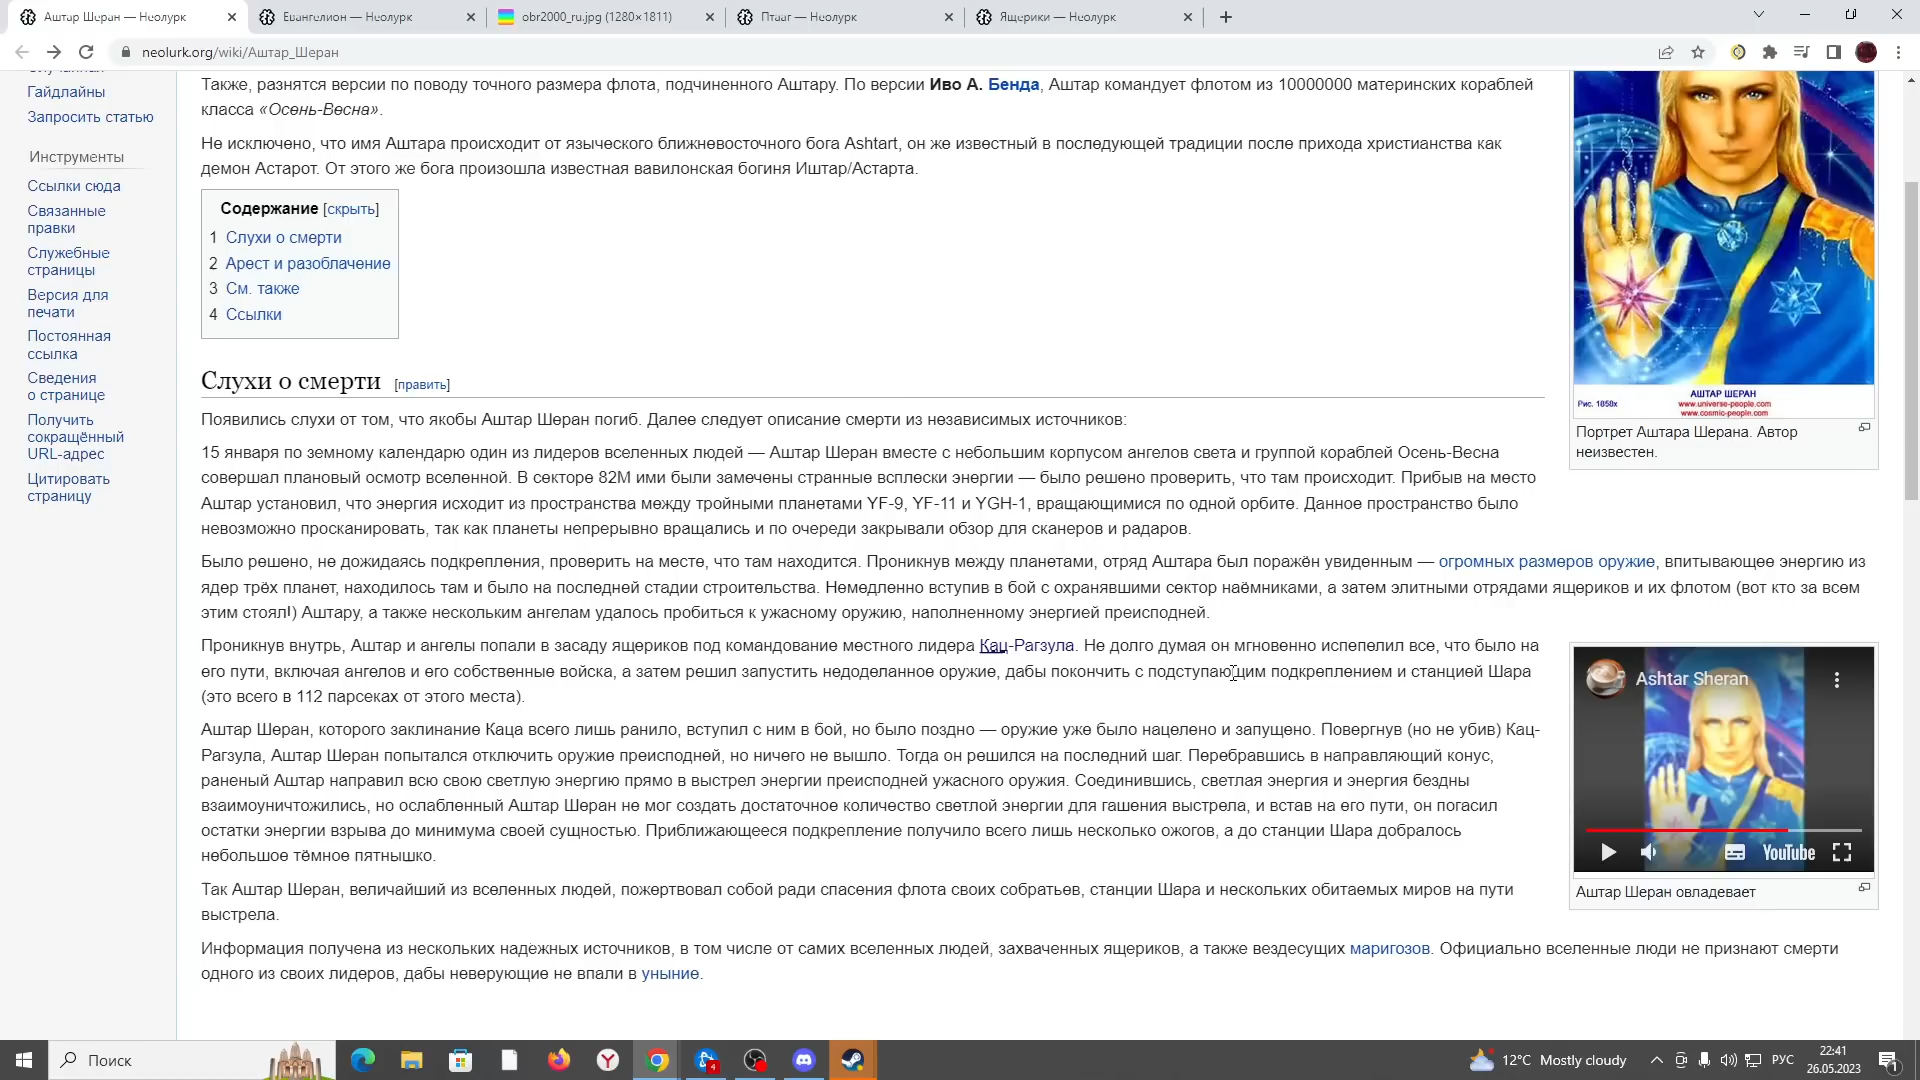 Аштар Шеран — Неолурк
Евангелион — Неолурк
obr2000_ru.jpg (1280×1811)
Птааг — Неолурк
Ящерики — Неолурк
neolurk.org/wiki/Аштар_Шеран
Случайная
Гайдлайны
Запросить статью
Инструменты
Ссылки сюда
Связанные
правки
Служебные
страницы
Версия для
печати
Постоянная
ссылка
Сведения
о странице
Получить
сокращённый
URL-адрес
Цитировать
страницу
Также, разнятся версии по поводу точного размера флота, подчиненного Аштару. По версии Иво А. Бенда, Аштар командует флотом из 10000000 материнских кораблей
класса «Осень-Весна».
Не исключено, что имя Аштара происходит от языческого ближневосточного бога Ashtart, он же известный в последующей традиции после прихода христианства как
демон Астарот. От этого же бога произошла известная вавилонская богиня Иштар/Астарта.
Содержание [скрыть]
1 Слухи о смерти
2 Арест и разоблачение
3 См. также
4 Ссылки
Слухи о смерти [править]
Появились слухи от том, что якобы Аштар Шеран погиб. Далее следует описание смерти из независимых источников:
15 января по земному календарю один из лидеров вселенных людей — Аштар Шеран вместе с небольшим корпусом ангелов света и группой кораблей Осень-Весна
совершал плановый осмотр вселенной. В секторе 82М ими были замечены странные всплески энергии — было решено проверить, что там происходит. Прибыв на место
Аштар установил, что энергия исходит из пространства между тройными планетами YF-9, YF-11 и YGH-1, вращающимися по одной орбите. Данное пространство было
невозможно просканировать, так как планеты непрерывно вращались и по очереди закрывали обзор для сканеров и радаров.
Было решено, не дожидаясь подкрепления, проверить на месте, что там находится. Проникнув между планетами, отряд Аштара был поражён увиденным — огромных размеров оружие, впитывающее энергию из
ядер трёх планет, находилось там и было на последней стадии строительства. Немедленно вступив в бой с охранявшими сектор наёмниками, а затем элитными отрядами ящериков и их флотом (вот кто за всем
этим стоял!) Аштару, а также нескольким ангелам удалось пробиться к ужасному оружию, наполненному энергией преисподней.
Проникнув внутрь, Аштар и ангелы попали в засаду ящериков под командование местного лидера Кац-Рагзула. Не долго думая он мгновенно испепелил все, что было на
его пути, включая ангелов и его собственные войска, а затем решил запустить недоделанное оружие, дабы покончить с подступающим подкреплением и станцией Шара
(это всего в 112 парсеках от этого места).
Аштар Шеран, которого заклинание Каца всего лишь ранило, вступил с ним в бой, но было поздно — оружие уже было нацелено и запущено. Повергнув (но не убив) Кац-
Рагзула, Аштар Шеран попытался отключить оружие преисподней, но ничего не вышло. Тогда он решился на последний шаг. Перебравшись в направляющий конус,
раненый Аштар направил всю свою светлую энергию прямо в выстрел энергии преисподней ужасного оружия. Соединившись, светлая энергия и энергия бездны
взаимоуничтожились, но ослабленный Аштар Шеран не мог создать достаточное количество светлой энергии для гашения выстрела, и встав на его пути, он погасил
остатки энергии взрыва до минимума своей сущностью. Приближающееся подкрепление получило всего лишь несколько ожогов, а до станции Шара добралось
небольшое тёмное пятнышко.
Так Аштар Шеран, величайший из вселенных людей, пожертвовал собой ради спасения флота своих собратьев, станции Шара и нескольких обитаемых миров на пути
выстрела.
Информация получена из нескольких надежных источников, в том числе от самих вселенных людей, захваченных ящериков, а также вездесущих маригозов. Официально вселенные люди не признают смерти
одного из своих лидеров, дабы неверующие не впали в уныние.
Рис. 1058x
АШТАР ШЕРАН
www.universe-people.com
www.cosmic-people.com
Портрет Аштара Шерана. Автор
неизвестен.
Ashtar Sheran
YouTube
Аштар Шеран овладевает
Поиск
4
12°C Mostly cloudy
РУС
22:41
26.05.2023
1